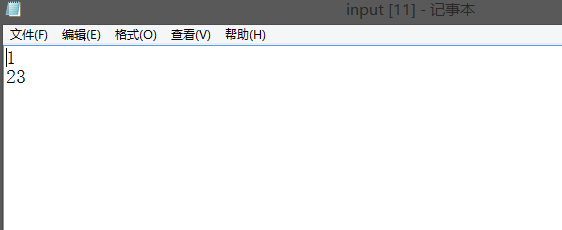 input [11] - 记事本
文件(F) 编辑(E) 格式(O) 查看(V) 帮助(H)
1
23